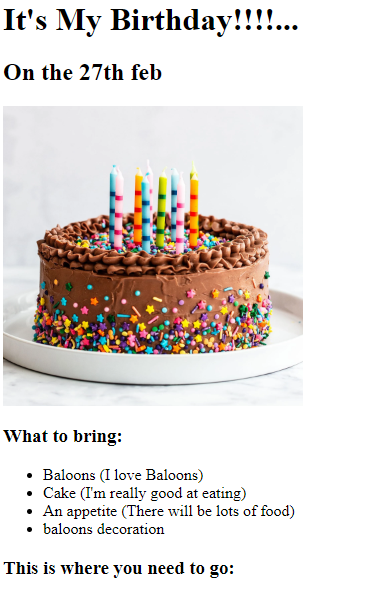 It's My Birthday!!!!...
On the 27th feb
What to bring:
Baloons (I love Baloons)
Cake (I'm really good at eating)
An appetite (There will be lots of food)
baloons decoration
This is where you need to go: